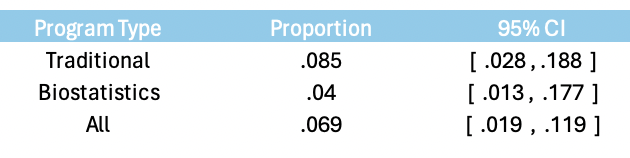 Program Type Proportion 95% CI
Traditional .085 [ .028 , .188 ]
Biostatistics .04 [ .013 , .177 ]
All .069 [ .019 , .119 ]